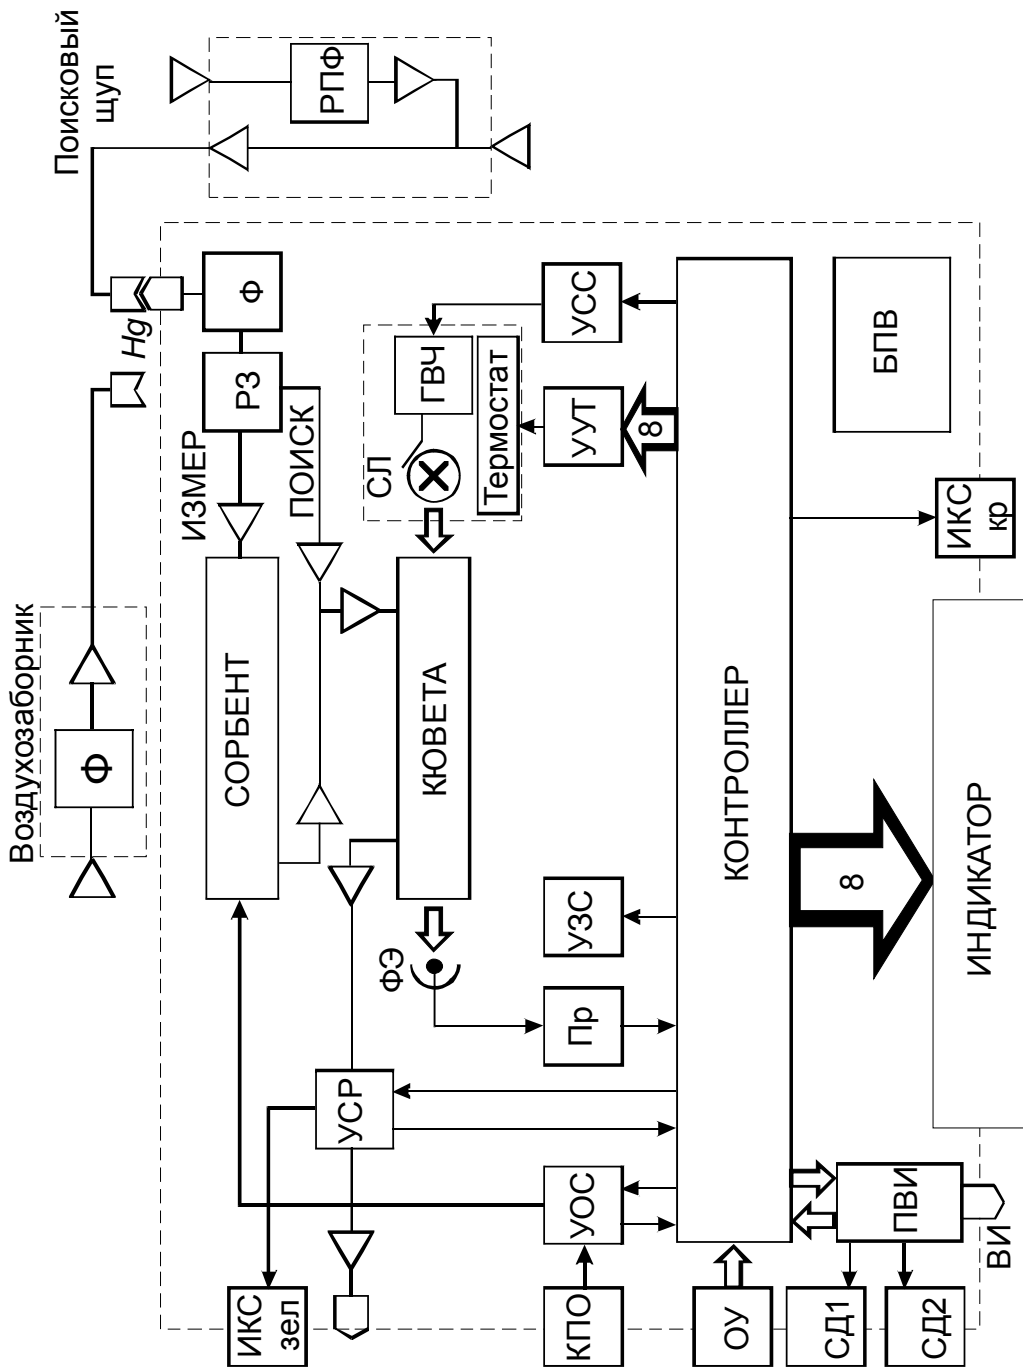 Воздухозаборник
Ф
Поисковый
щуп
РПФ
Hg
Ф
РЗ
ИЗМЕР
ПОИСК
СОРБЕНТ
СЛ
ГВЧ
Термостат
КЮВЕТА
ФЭ
УСР
ИКС
зел
УСС
УУТ
8
УЗС
Пр
УОС
КПО
КОНТРОЛЛЕР
ОУ
БПВ
8
ПВИ
СД1
СД2
ВИ
ИКС
кр
ИНДИКАТОР